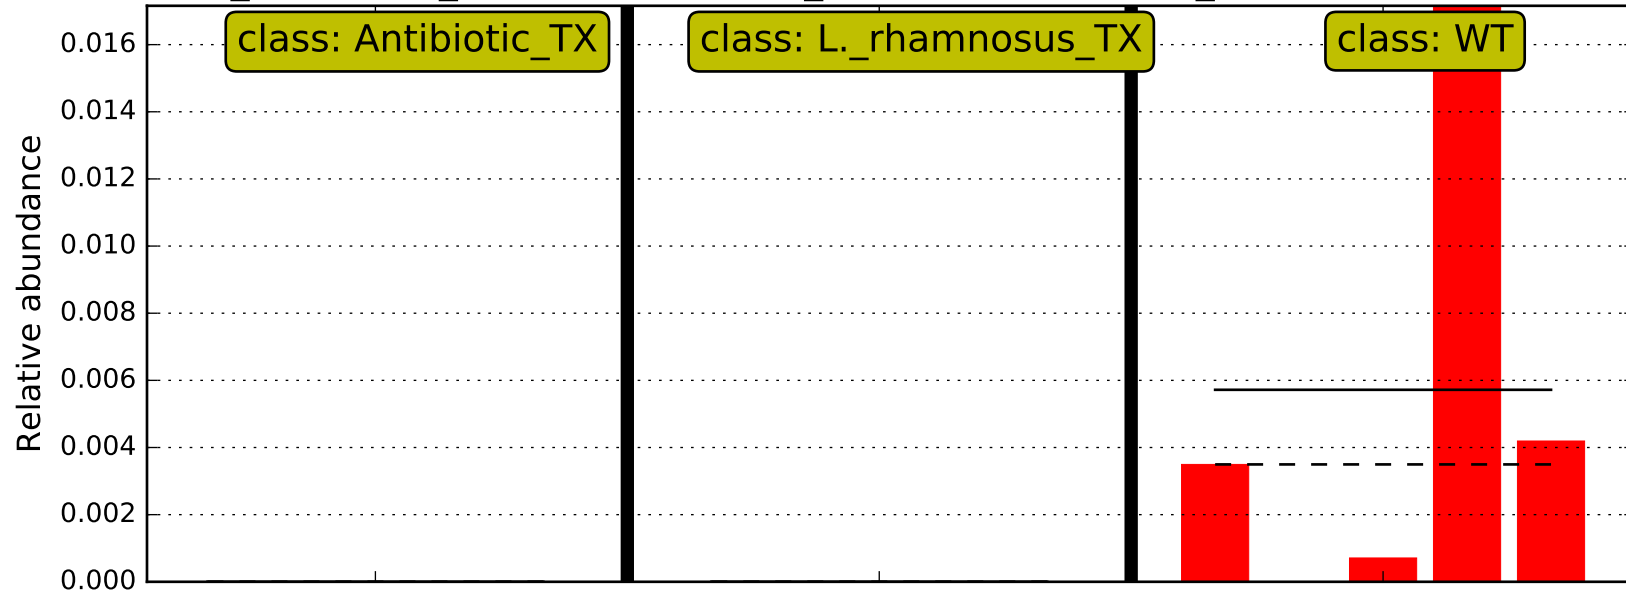 class: Antibiotic_TX
class: L._rhamnosus_TX
class: WT
0.016
0.014
0.012
0.010
0.008
0.006
0.004
0.002
0.000
Relative abundance